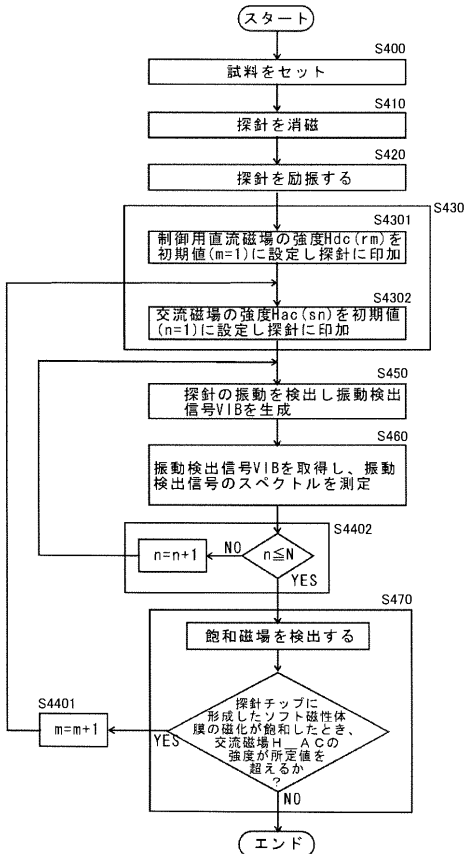 スタート
S400
試料をセット
S410
探針を消磁
S420
探針を励振する
S430
S4301
制御用直流磁場の強度Hdc(rm)を
初期値(m=1)に設定し探針に印加
S4302
交流磁場の強度Hac(sn)を初期値
(n=1)に設定し探針に印加
S450
探針の振動を検出し振動検出
信号VIBを生成
S460
振動検出信号VIBを取得し、振動
検出信号のスペクトルを測定
S4402
n=n+1
NO
n≦N
YES
S470
飽和磁場を検出する
S4401
m=m+1
YES
探針チップに
形成したソフト磁性体
膜の磁化が飽和したとき、
交流磁場H_ACの
強度が所定値を
超えるか
?
NO
エンド